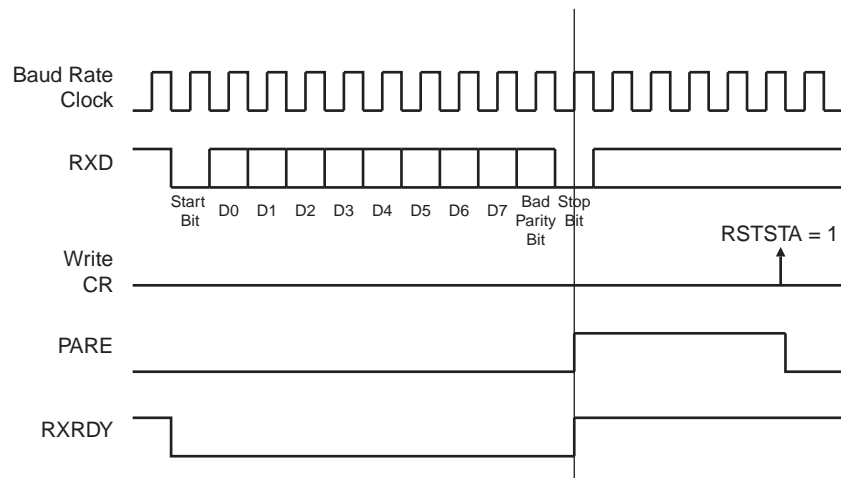 Baud Rate
Clock
RXD
Start
Bit
D0 D1 D2 D3 D4 D5 D6 D7
Bad
Parity
Bit
Stop
Bit
RSTSTA = 1
Write
CR
PARE
RXRDY